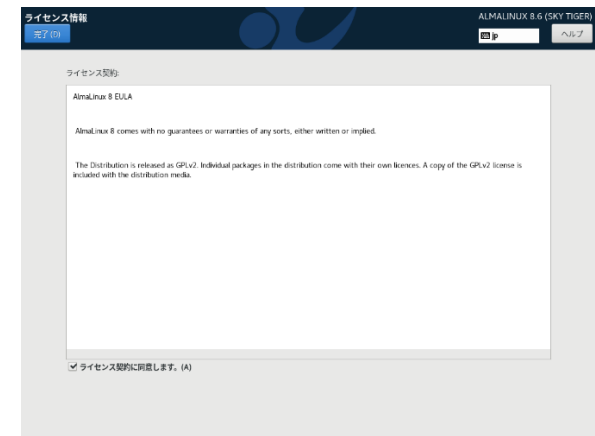 ライセンス情報
ALMALINUX 8.6 (SKY TIGER)
完了(D)
jp
ヘルプ
ライセンス契約:
AlmaLinux 8 EULA
AlmaLinux 8 comes with no guarantees or warranties of any sorts, either written or implied.
The Distribution is released as GPLv2. Individual packages in the distribution come with their own licences. A copy of the GPLv2 license is
included with the distribution media.
ライセンス契約に同意します。(A)